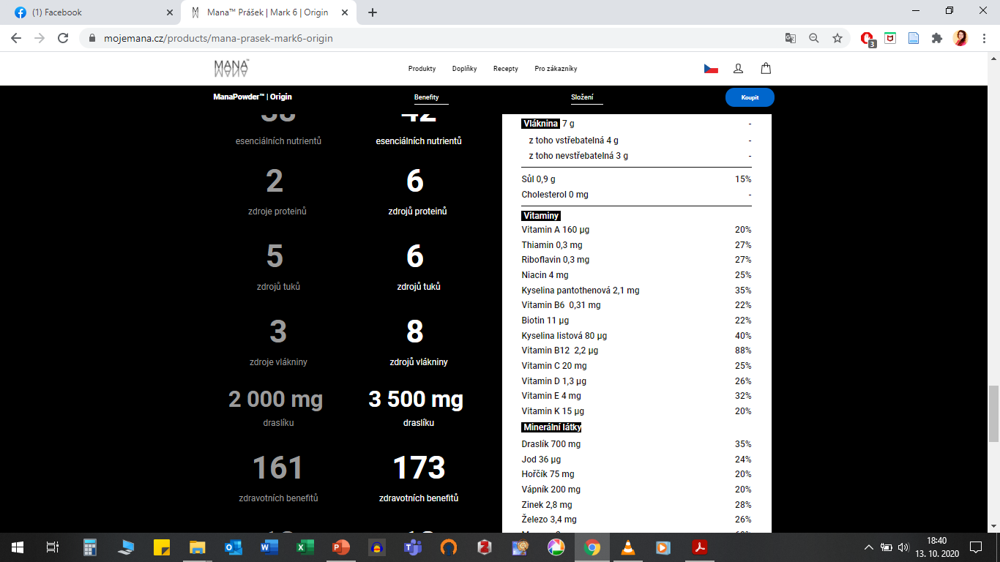 (1) Facebook
Mana™ Prášek | Mark 6 | Origin
mojemana.cz/products/mana-prasek-mark6-origin
3
MANA™
Produkty
Doplňky
Recepty
Pro zákazníky
ManaPowder™ | Origin
Benefity
Složení
Koupit
esenciálních nutrientů
42
esenciálních nutrientů
2
zdroje proteinů
6
zdrojů proteinů
5
zdrojů tuků
6
zdrojů tuků
3
zdroje vlákniny
8
zdrojů vlákniny
2 000 mg
draslíku
3 500 mg
draslíku
161
zdravotních benefitů
173
zdravotních benefitů
Vláknina 7 g -
z toho vstřebatelná 4 g -
z toho nevstřebatelná 3 g -
Sůl 0,9 g 15%
Cholesterol 0 mg -
Vitaminy
Vitamin A 160 µg 20%
Thiamin 0,3 mg 27%
Riboflavin 0,3 mg 27%
Niacin 4 mg 25%
Kyselina pantothenová 2,1 mg 35%
Vitamin B6 0,31 mg 22%
Biotin 11 µg 22%
Kyselina listová 80 µg 40%
Vitamin B12 2,2 µg 88%
Vitamin C 20 mg 25%
Vitamin D 1,3 µg 26%
Vitamin E 4 mg 32%
Vitamin K 15 µg 20%
Minerální látky
Draslík 700 mg 35%
Jod 36 µg 24%
Hořčík 75 mg 20%
Vápník 200 mg 20%
Zinek 2,8 mg 28%
Železo 3,4 mg 26%
18:40
13. 10. 2020